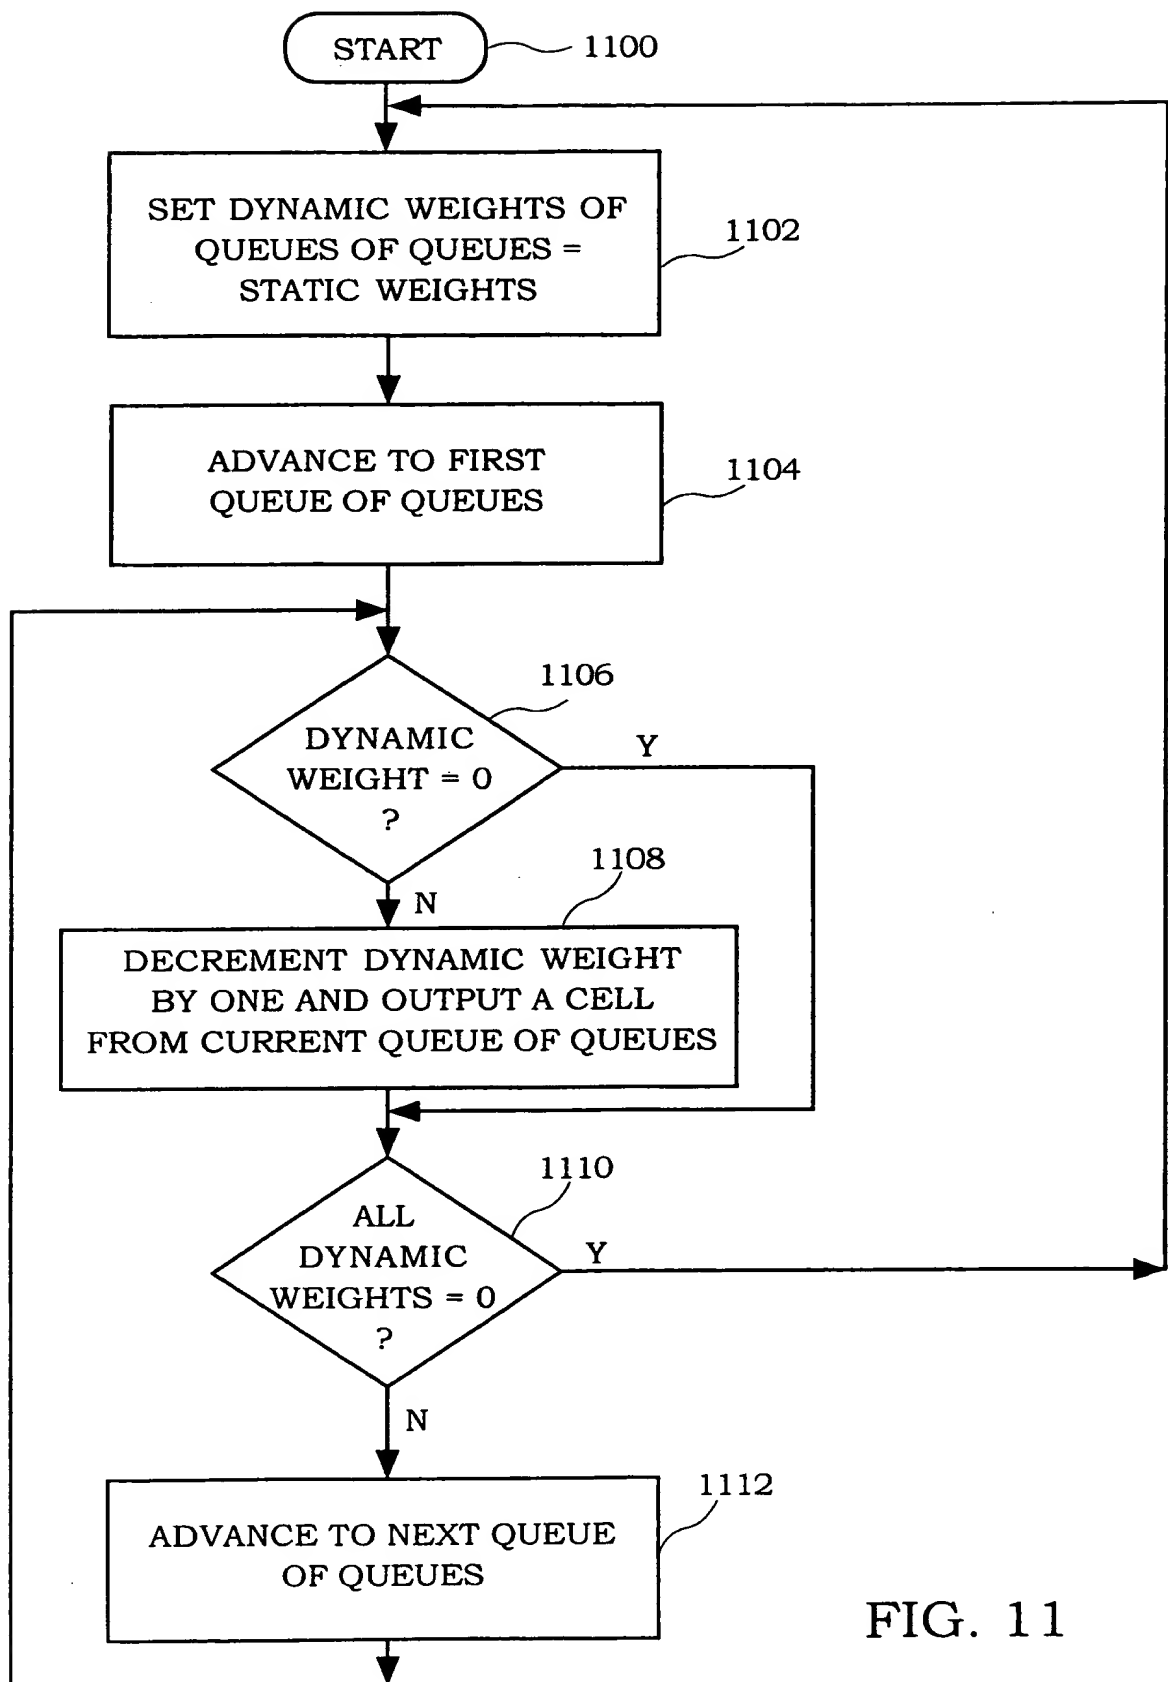 START
1100
SET DYNAMIC WEIGHTS OF
QUEUES OF QUEUES =
STATIC WEIGHTS
1102
ADVANCE TO FIRST
QUEUE OF QUEUES
1104
1106
DYNAMIC
WEIGHT = 0
?
Y
N
1108
DECREMENT DYNAMIC WEIGHT
BY ONE AND OUTPUT A CELL
FROM CURRENT QUEUE OF QUEUES
1110
ALL
DYNAMIC
WEIGHTS = 0
?
Y
N
1112
ADVANCE TO NEXT QUEUE
OF QUEUES
FIG. 11